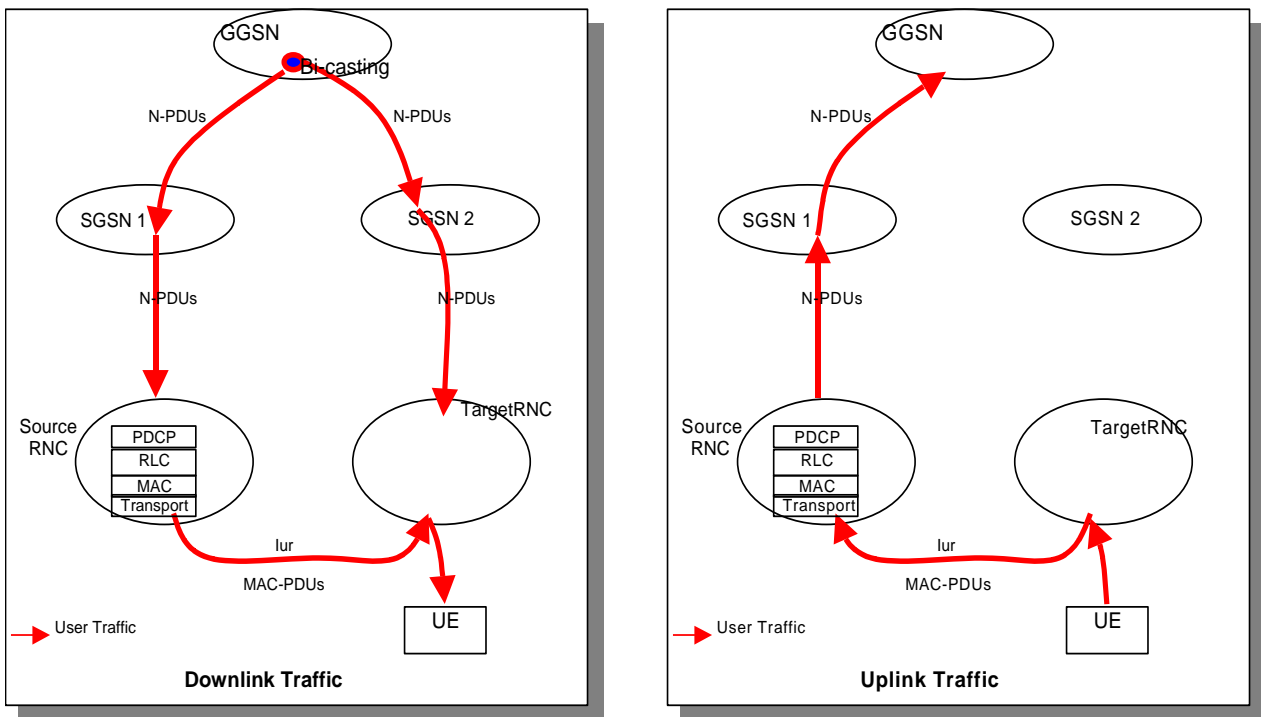 GGSN
Bi-casting
N-PDUs
N-PDUs
SGSN 1
SGSN 2
N-PDUs
N-PDUs
Source
RNC
TargetRNC
PDCP
RLC
MAC
Transport
Iur
MAC-PDUs
UE
User Traffic
Downlink Traffic
GGSN
N-PDUs
SGSN 1
SGSN 2
N-PDUs
Source
RNC
TargetRNC
PDCP
RLC
MAC
Transport
Iur
MAC-PDUs
UE
User Traffic
Uplink Traffic